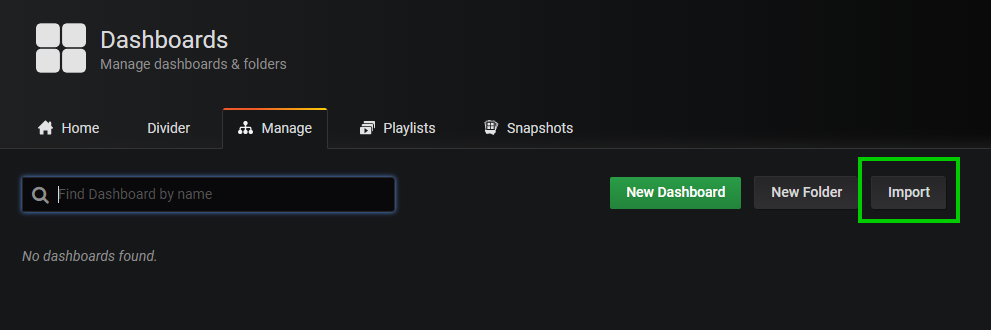 Dashboards
Manage dashboards & folders
Home Divider Manage Playlists Snapshots
Find Dashboard by name New Dashboard New Folder Import
No dashboards found.